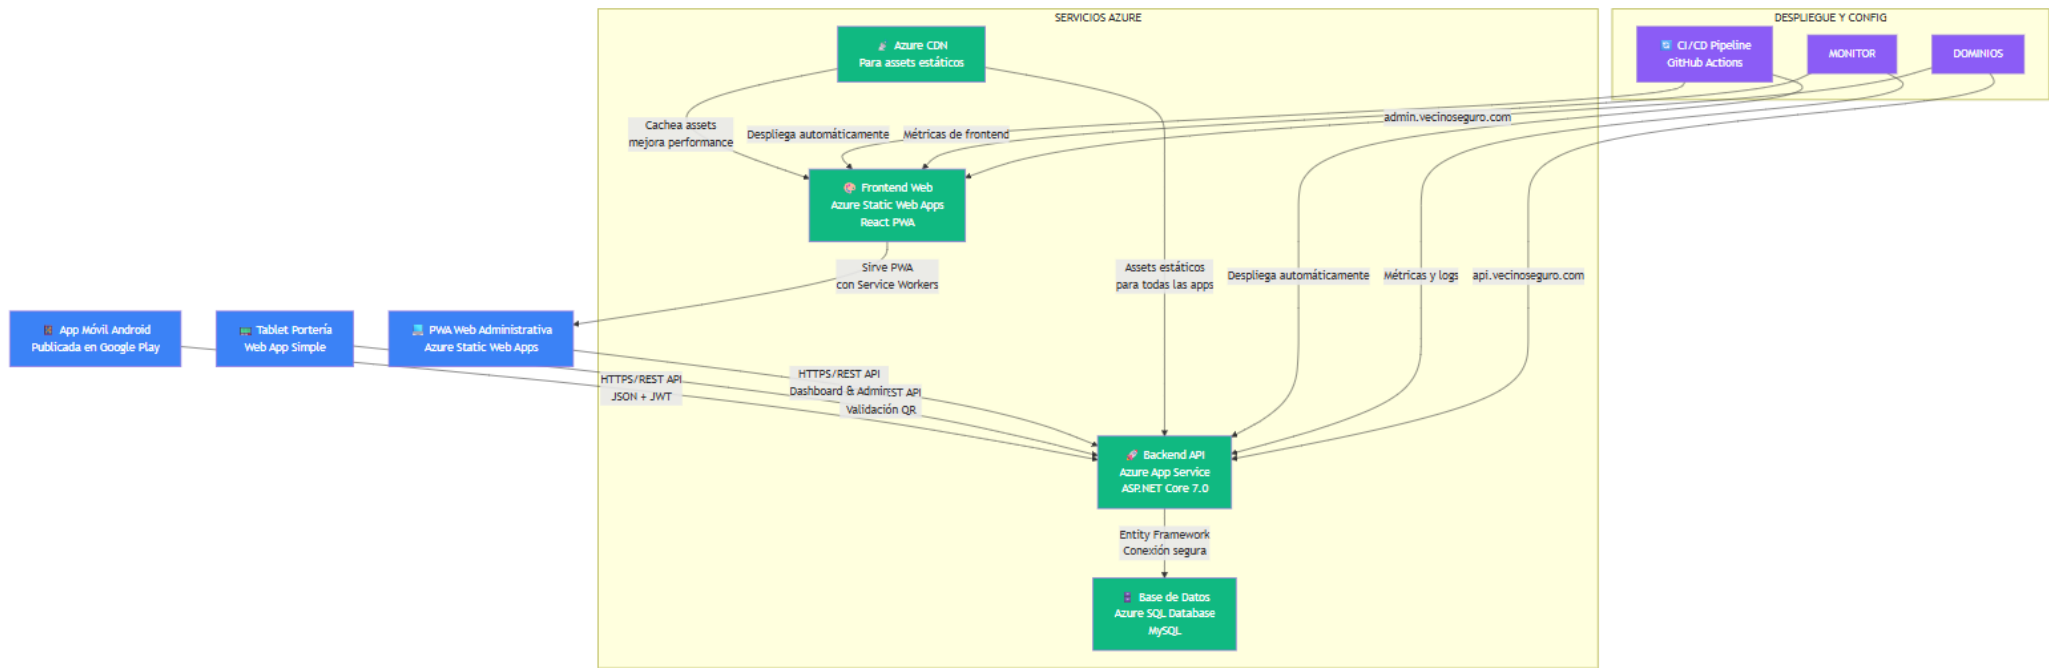 SERVICIOS AZURE
DESPLIEGUE Y CONFIG
Azure CDN
Para assets estáticos
CI/CD Pipeline
GitHub Actions
MONITOR
DOMINIOS
Cachea assets
mejora performance
Despliega automáticamente
Métricas de frontend
admin.vecinoseguro.com
Frontend Web
Azure Static Web Apps
React PWA
Sirve PWA
con Service Workers
Assets estáticos
para todas las apps
Despliega automáticamente
Métricas y logs
api.vecinoseguro.com
App Móvil Android
Publicada en Google Play
Tablet Portería
Web App Simple
PWA Web Administrativa
Azure Static Web Apps
HTTPS/REST API
JSON + JWT
HTTPS/REST API
Dashboard & Admin
EST API
Validación QR
Backend API
Azure App Service
ASP.NET Core 7.0
Entity Framework
Conexión segura
Base de Datos
Azure SQL Database
MySQL